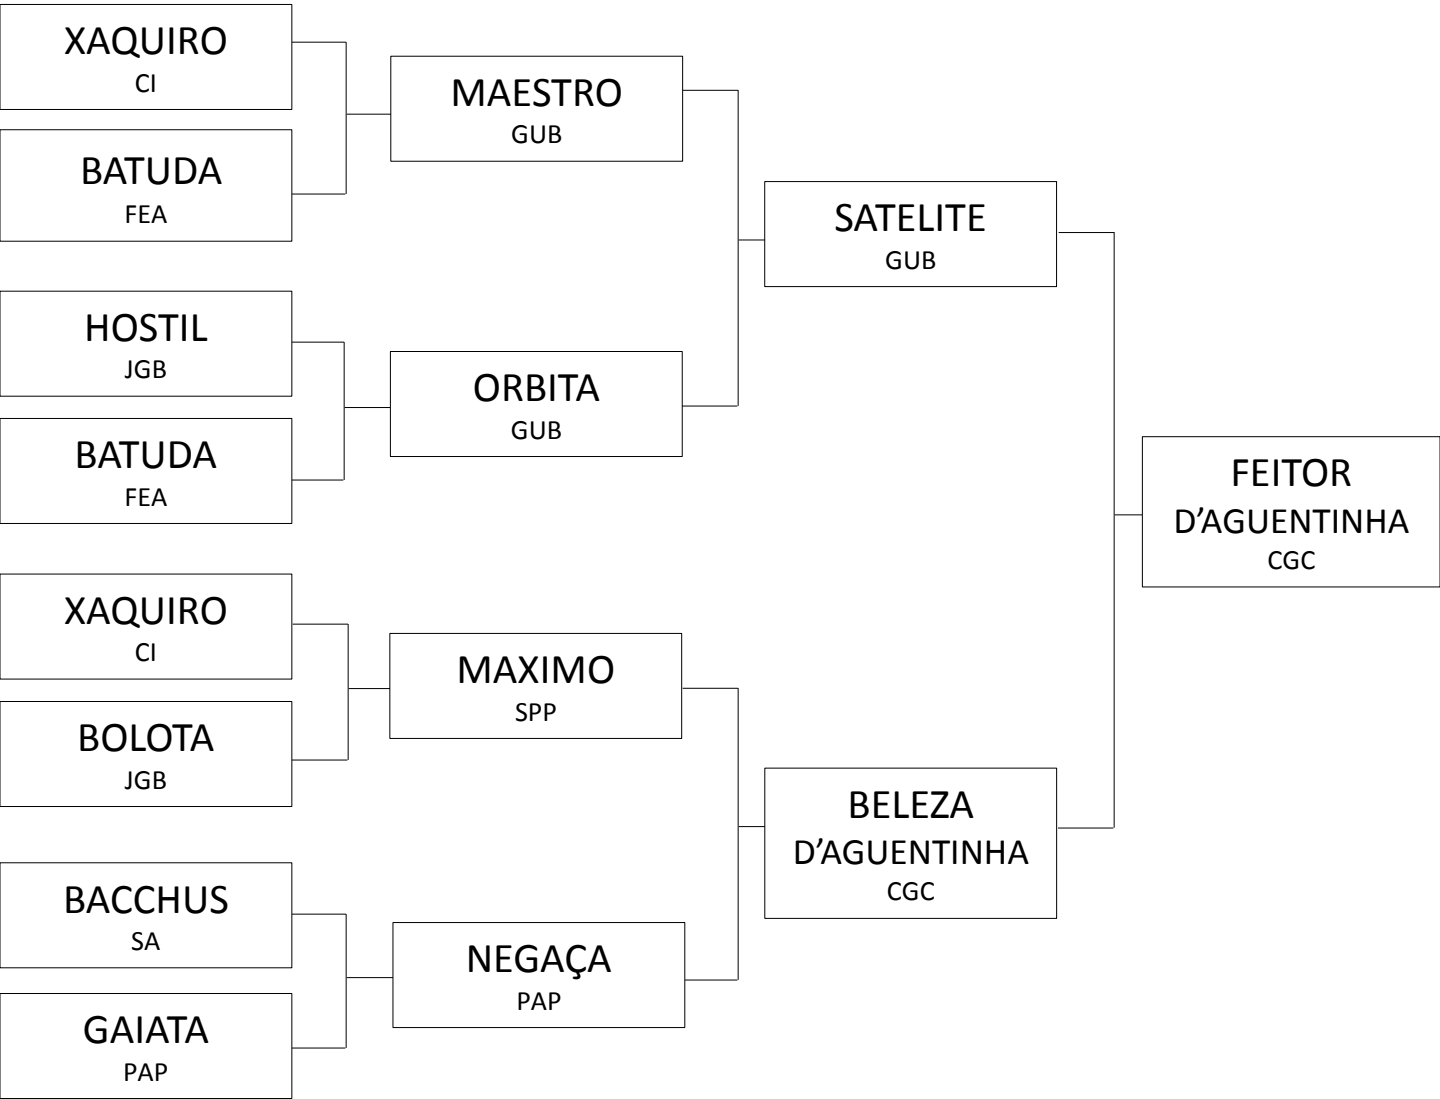 XAQUIRO
CI
BATUDA
FEA
HOSTIL
JGB
BATUDA
FEA
XAQUIRO
CI
BOLOTA
JGB
BACCHUS
SA
GAIATA
PAP
MAESTRO
GUB
ORBITA
GUB
MAXIMO
SPP
NEGAÇA
PAP
SATELITE
GUB
BELEZA
D’AGUENTINHA
CGC
FEITOR
D’AGUENTINHA
CGC